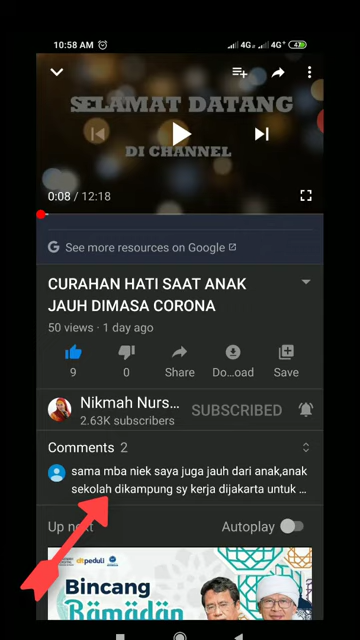 10:58 AM
4G
4G+
47
SELAMAT DATANG
DI CHANNEL
0:08 / 12:18
See more resources on Google
CURAHAN HATI SAAT ANAK
JAUH DIMASA CORONA
50 views · 1 day ago
9
0
Share
Do...oad
Save
Nikmah Nurs...
2.63K subscribers
SUBSCRIBED
Comments 2
sama mba niek saya juga jauh dari anak,anak
sekolah dikampung sy kerja dijakarta untuk ...
Up next
Autoplay
dtpeduli
Bincang
Ramadan